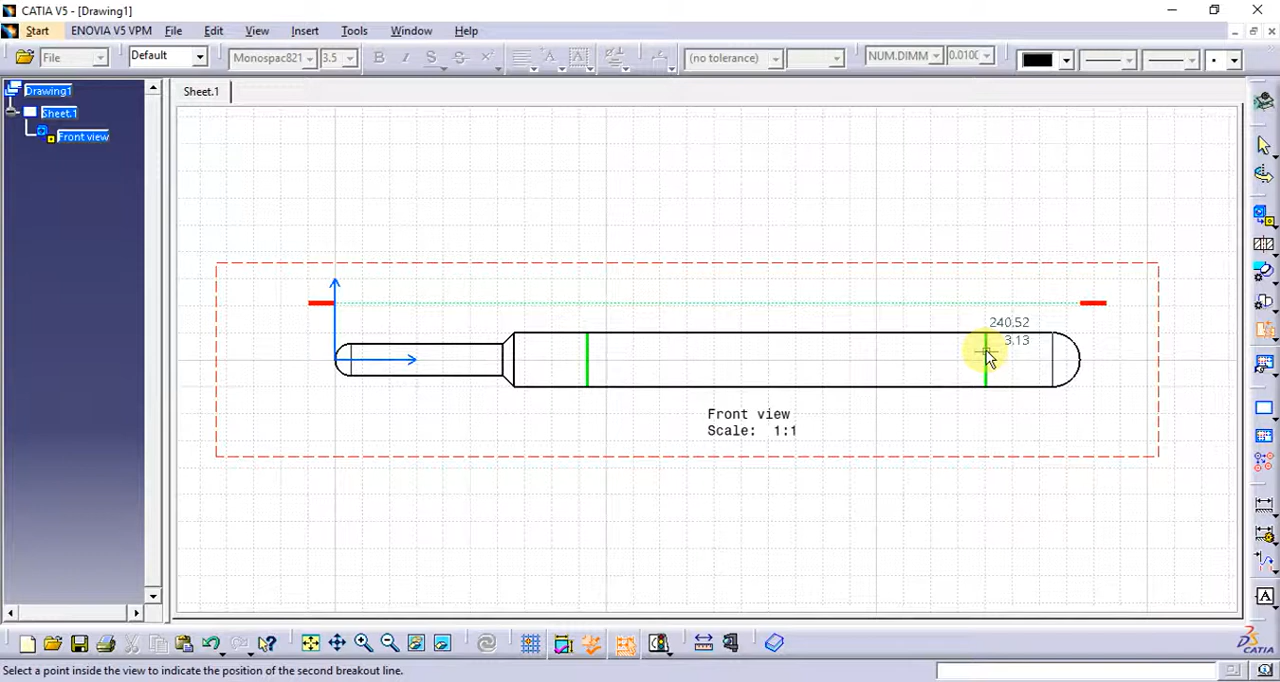 CATIA V5 - [Drawing1]
Start ENOVIA V5 VPM File Edit View Insert Tools Window Help
File Default Monospac821 3.5 B I S S X (no tolerance) NUM.DIMM 0.010
Drawing1
Sheet.1
Front view
Sheet.1
240.52
3.13
Front view
Scale: 1:1
A
CATIA
Select a point inside the view to indicate the position of the second breakout line.